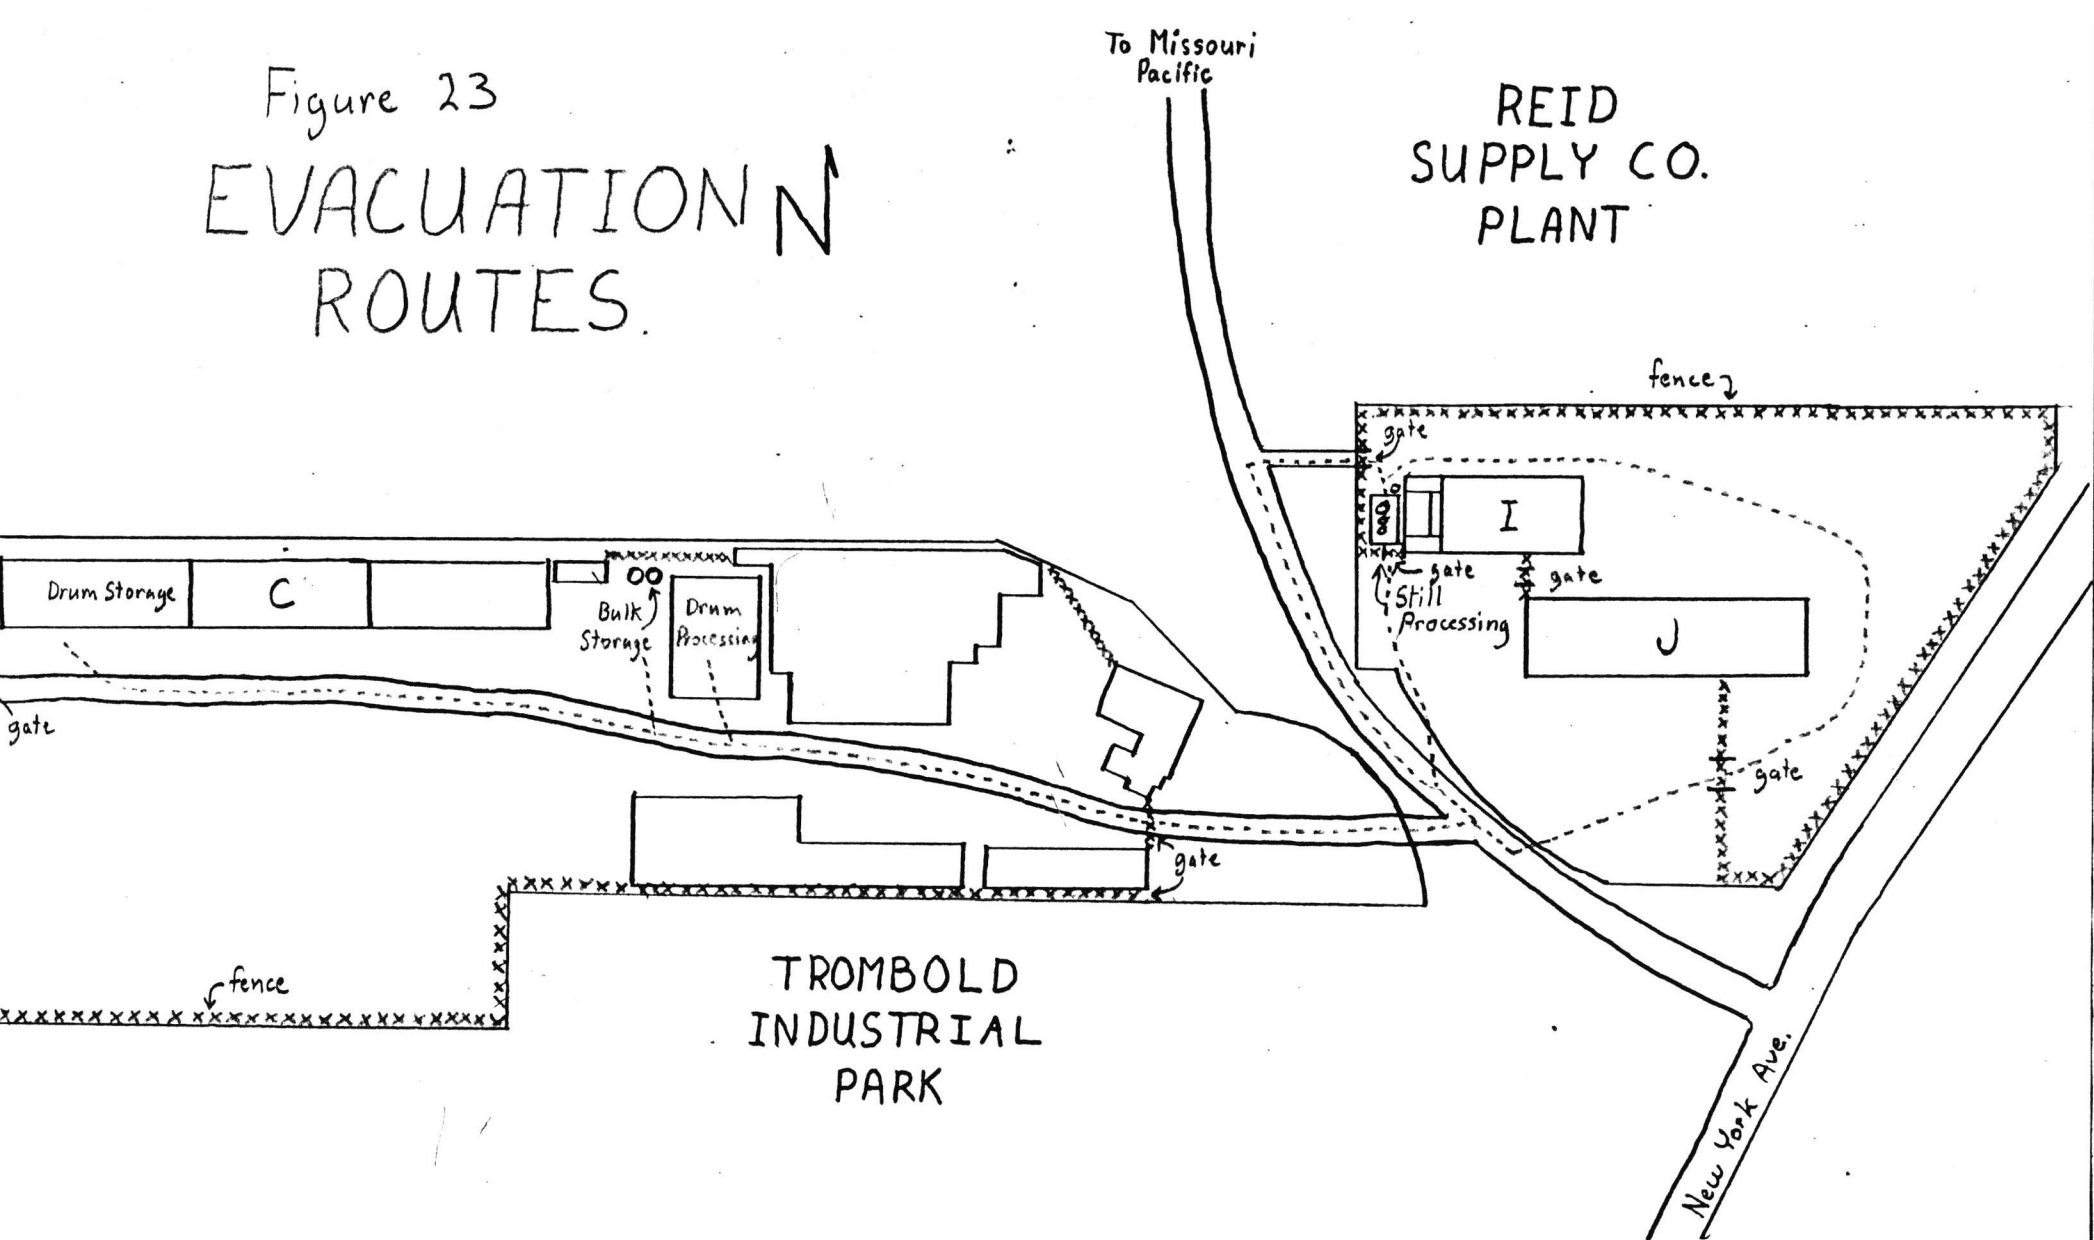 Figure 23
EVACUATION
ROUTES.
N
To Missouri
Pacific
REID
SUPPLY CO.
PLANT
fence
gate
I
gate
gate
Still
Processing
J
gate
Drum Storage
C
Bulk
Storage
Drum
Processing
gate
gate
fence
TROMBOLD
INDUSTRIAL
PARK
New York Ave.